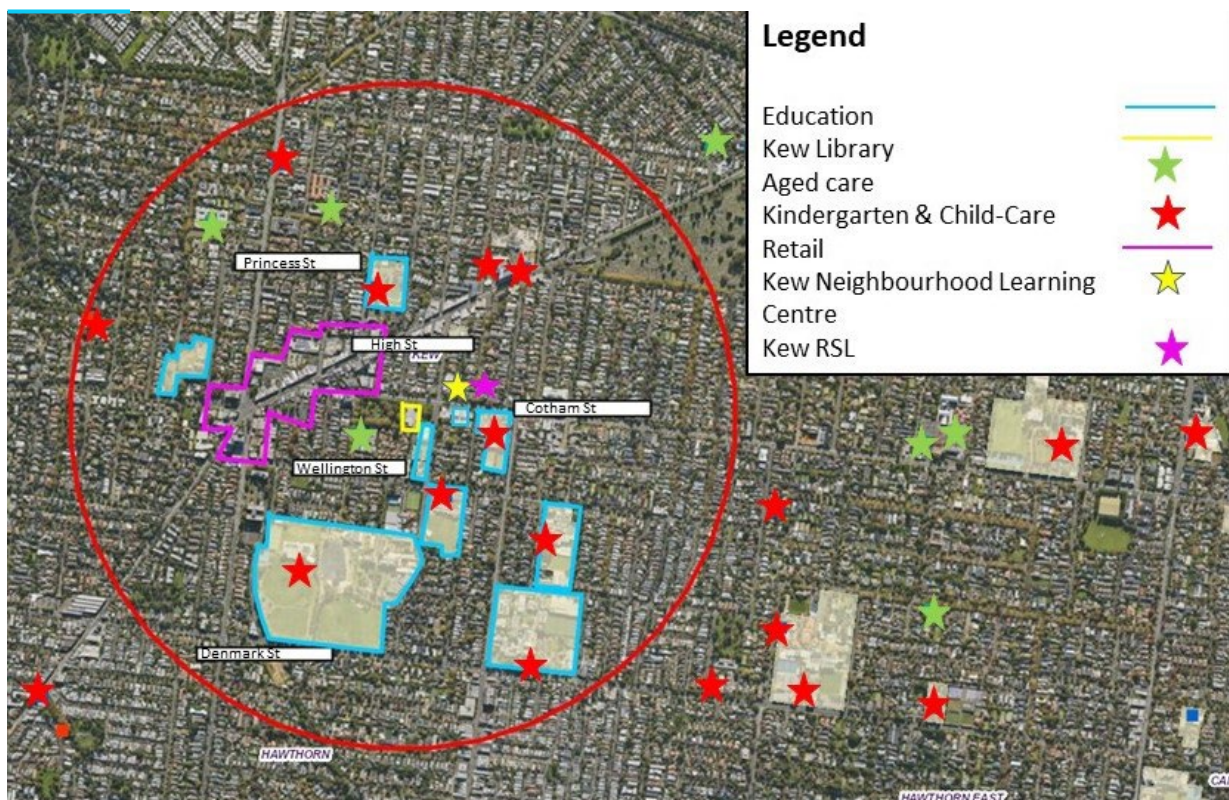 Legend
Education
Kew Library
Aged care
Kindergarten & Child-Care
Retail
Kew Neighbourhood Learning
Centre
Kew RSL
Princess St
High St
KEW
Cotham St
Wellington St
Denmark St
HAWTHORN
HAWTHORN EAST